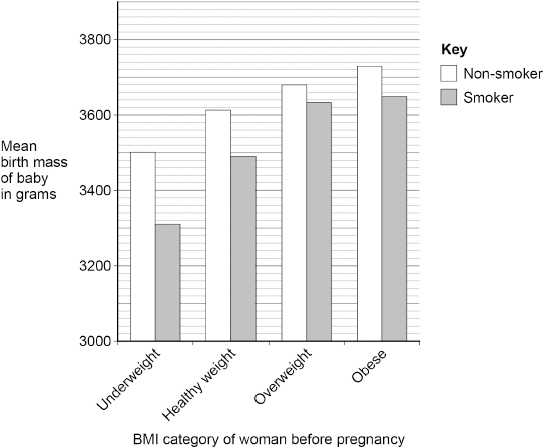 3800
3600
3400
3200
3000
Mean
birth mass
of baby
in grams
Key
Non-smoker
Smoker
Underweight
Healthy weight
Overweight
Obese
BMI category of woman before pregnancy